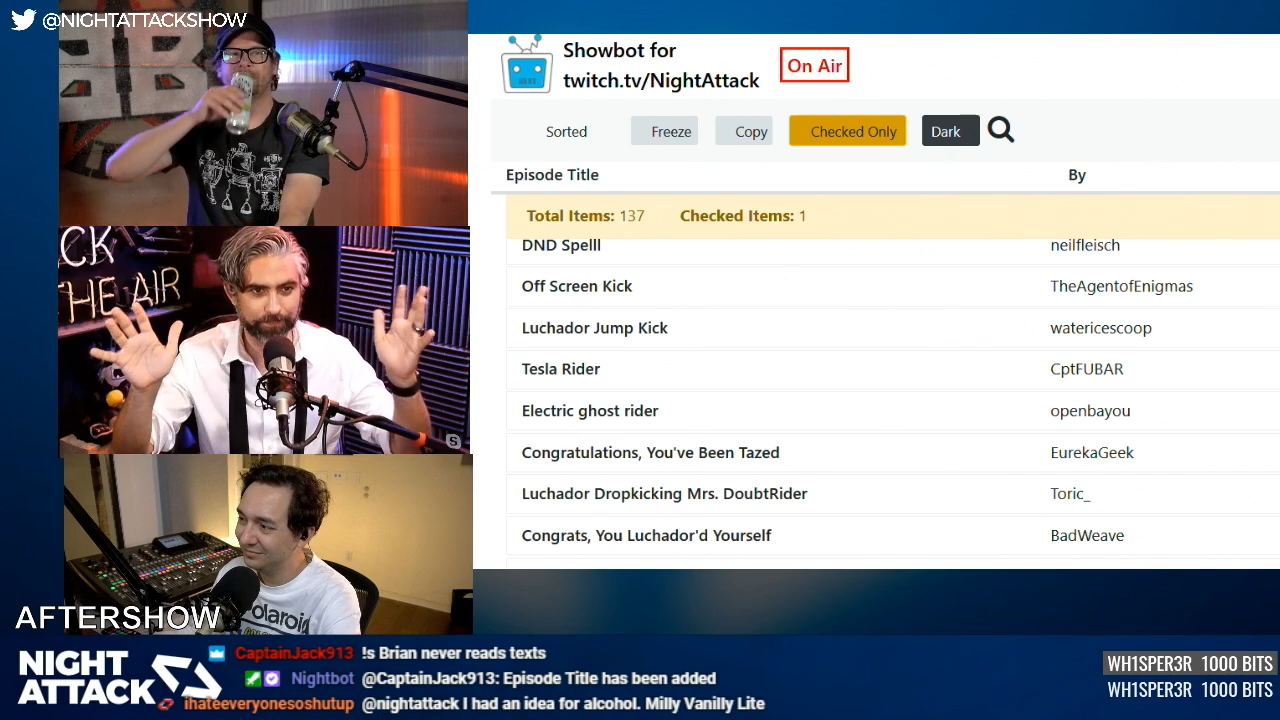 @NIGHTATTACKSHOW
CK
THE AIR
olaroid
AFTERSHOW
Showbot for
twitch.tv/NightAttack
On Air
Sorted
Freeze
Copy
Checked Only
Dark
Episode Title By
Total Items: 137 Checked Items: 1
DND Spelll neilfleisch
Off Screen Kick TheAgentofEnigmas
Luchador Jump Kick watericescoop
Tesla Rider CptFUBAR
Electric ghost rider openbayou
Congratulations, You've Been Tazed EurekaGeek
Luchador Dropkicking Mrs. DoubtRider Toric_
Congrats, You Luchador'd Yourself BadWeave
NIGHT
ATTACK
CaptainJack913 !s Brian never reads texts
Nightbot @CaptainJack913: Episode Title has been added
ihateeveryonesoshutup @nightattack I had an idea for alcohol. Milly Vanilly Lite
WH1SPER3R 1000 BITS
WH1SPER3R 1000 BITS